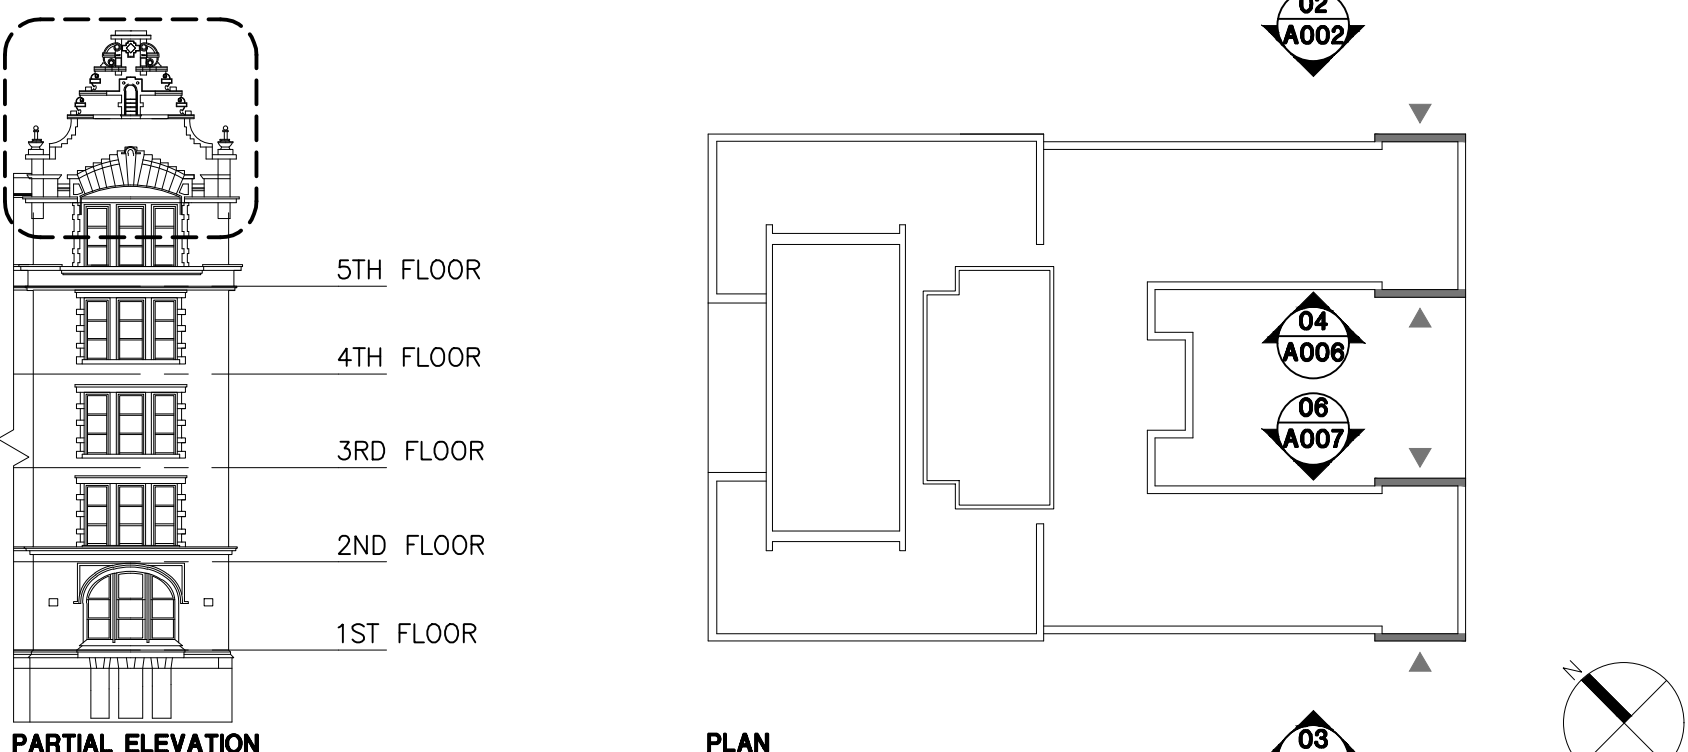 02
A002
5TH FLOOR
04
A006
4TH FLOOR
06
A007
3RD FLOOR
2ND FLOOR
1ST FLOOR
N
PARTIAL ELEVATION
PLAN
03